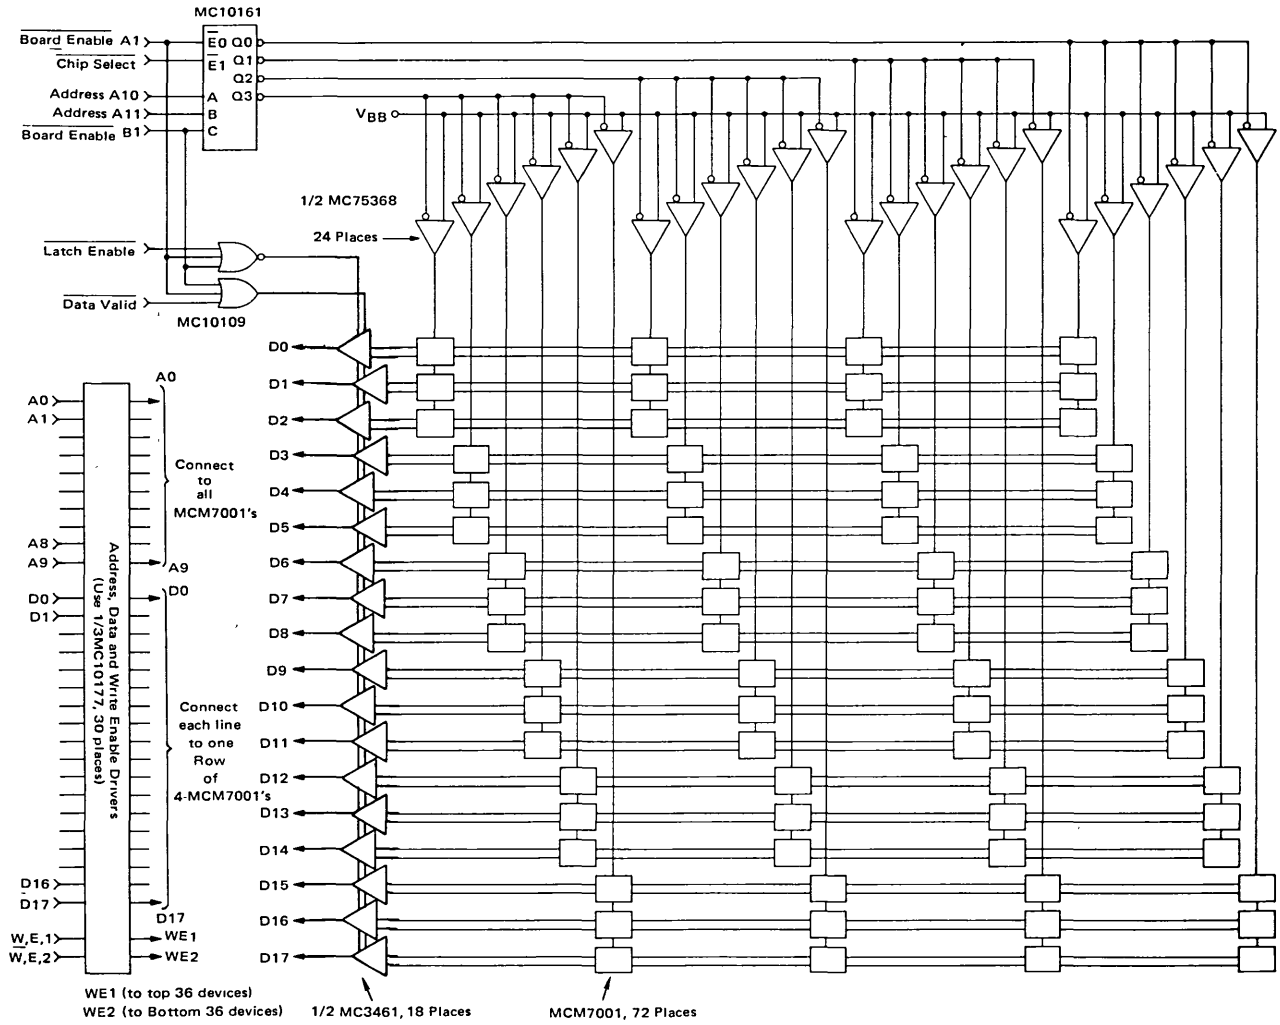 MC10161
Board Enable A1
Chip Select
Address A10
Address A11
Board Enable B1
E0 Q0
E1 Q1
Q2
A Q3
B
C
VBB
1/2 MC75368
24 Places
Latch Enable
Data Valid
MC10109
D0
D1
D2
D3
D4
D5
D6
D7
D8
D9
D10
D11
D12
D13
D14
D15
D16
D17
A0
A1
A8
A9
D0
D1
D16
D17
W,E,1
W,E,2
Address, Data and Write Enable Drivers
(Use 1/3MC10177, 30 places)
A0
Connect
to
all
MCM7001's
A9
D0
Connect
each line
to one
Row
of
4-MCM7001's
D17
WE1
WE2
WE1 (to top 36 devices)
WE2 (to Bottom 36 devices)
1/2 MC3461, 18 Places
MCM7001, 72 Places